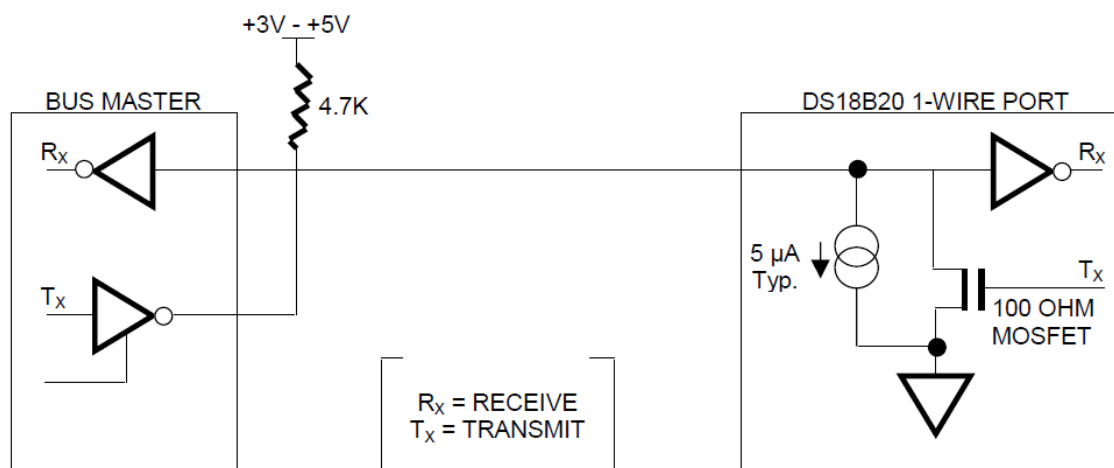 +3V - +5V
BUS MASTER
4.7K
DS18B20 1-WIRE PORT
RX
RX
5 µA
Typ.
TX
TX
100 OHM
MOSFET
RX = RECEIVE
TX = TRANSMIT